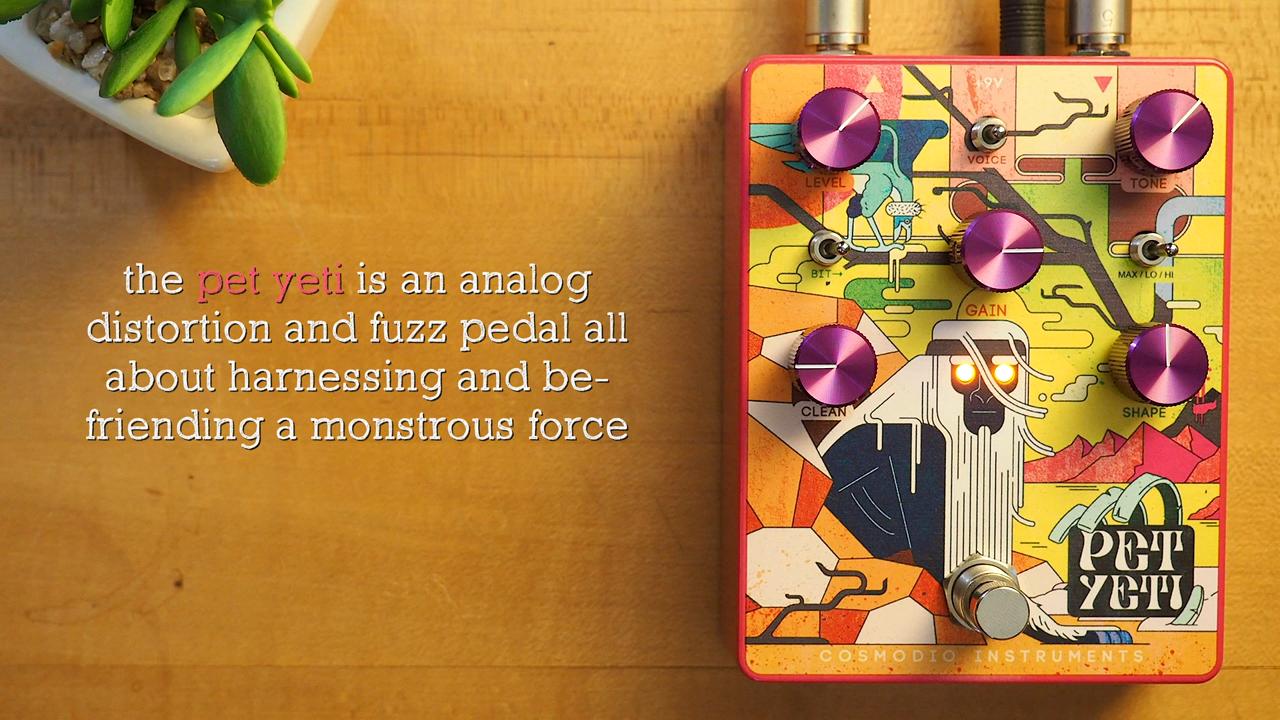 the pet yeti is an analog
distortion and fuzz pedal all
about harnessing and be-
friending a monstrous force
+9V
VOICE
LEVEL
TONE
BIT→
MAX / LO / HI
GAIN
CLEAN
SHAPE
PET
YETI
COSMODIO INSTRUMENTS